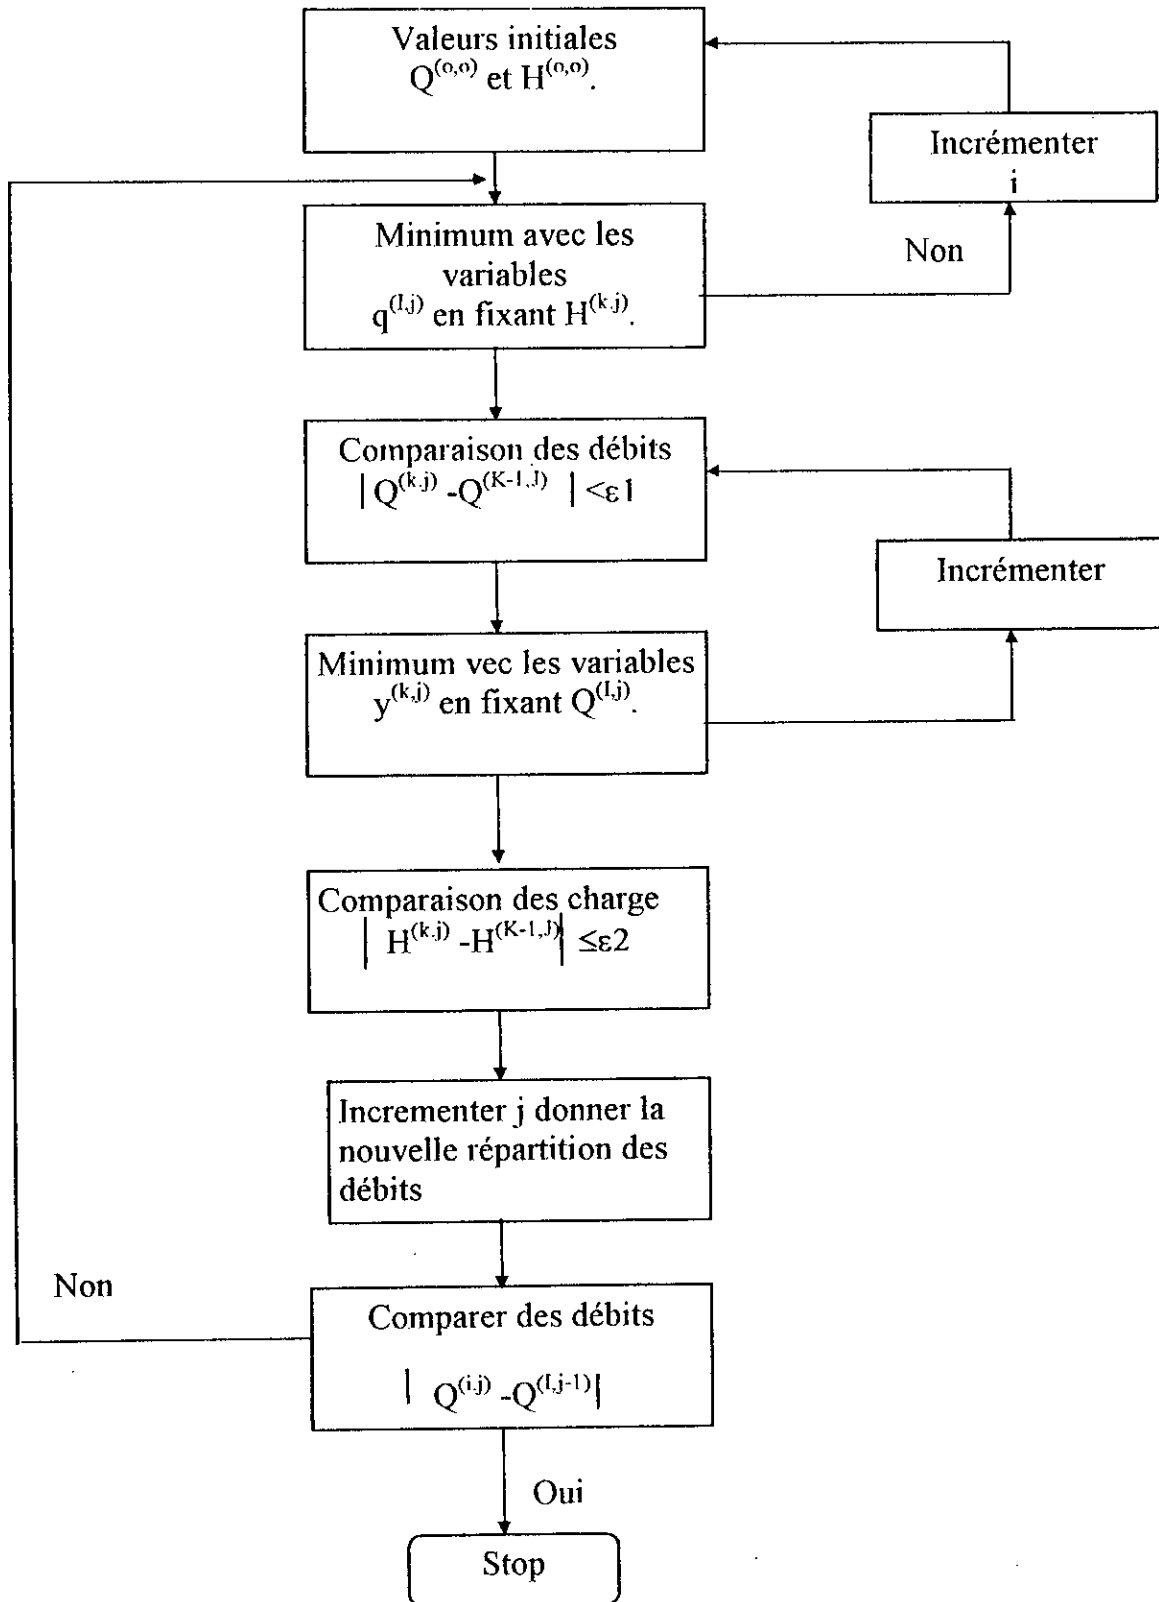 Valeurs initiales
Q^(o,o) et H^(o,o).
Incrémenter
i
Non
Minimum avec les
variables
q^(I,j) en fixant H^(k.j).
Comparaison des débits
| Q^(k.j) -Q^(K-1,J) | <ε1
Incrémenter
Minimum vec les variables
y^(k,j) en fixant Q^(I,j).
Comparaison des charge
| H^(k.j) -H^(K-1,J)| ≤ε2
Incrementer j donner la
nouvelle répartition des
débits
Non
Comparer des débits
| Q^(i.j) -Q^(I,j-1)|
Oui
Stop